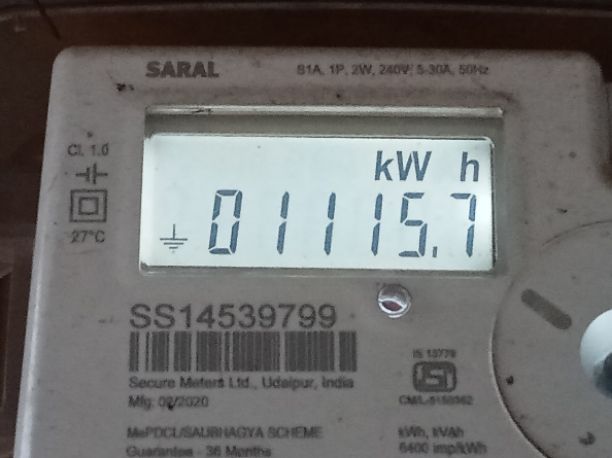 SARAL S1A, 1P, 2W, 240V, 5-30A, 50Hz
Cl. 1.0
27°C
kW h
01115.7
SS14539799
Secure Meters Ltd., Udaipur, India
Mfg. 02/2020
IS 13779
ISI
MePDCL/SAUBHAGYA SCHEME
Guarantee - 36 Months
kWh, kVAh
6400 imp/kWh